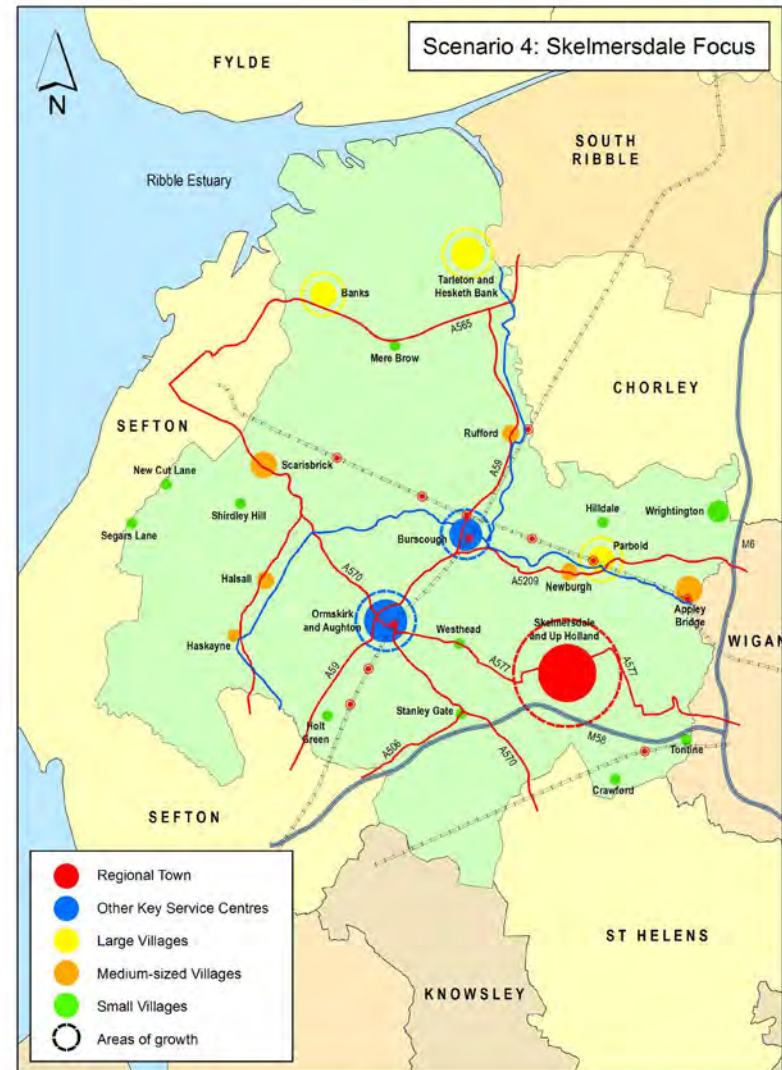 Scenario 4: Skelmersdale Focus
N
FYLDE
SOUTH
RIBBLE
Ribble Estuary
Banks
Tarleton and
Hesketh Bank
A565
Mere Brow
CHORLEY
SEFTON
Rufford
A59
Scarisbrick
New Cut Lane
Shirdley Hill
Segars Lane
Hilldale
Wrightington
Burscough
Parbold
M6
A570
Halsall
A5209
Newburgh
Appley
Bridge
Ormskirk
and Aughton
Westhead
Skelmersdale
and Up Holland
WIGAN
Haskayne
A577
A577
A59
Stanley Gate
Holt
Green
A506
M58
A570
Tontine
Crawford
SEFTON
ST HELENS
KNOWSLEY
Regional Town
Other Key Service Centres
Large Villages
Medium-sized Villages
Small Villages
Areas of growth